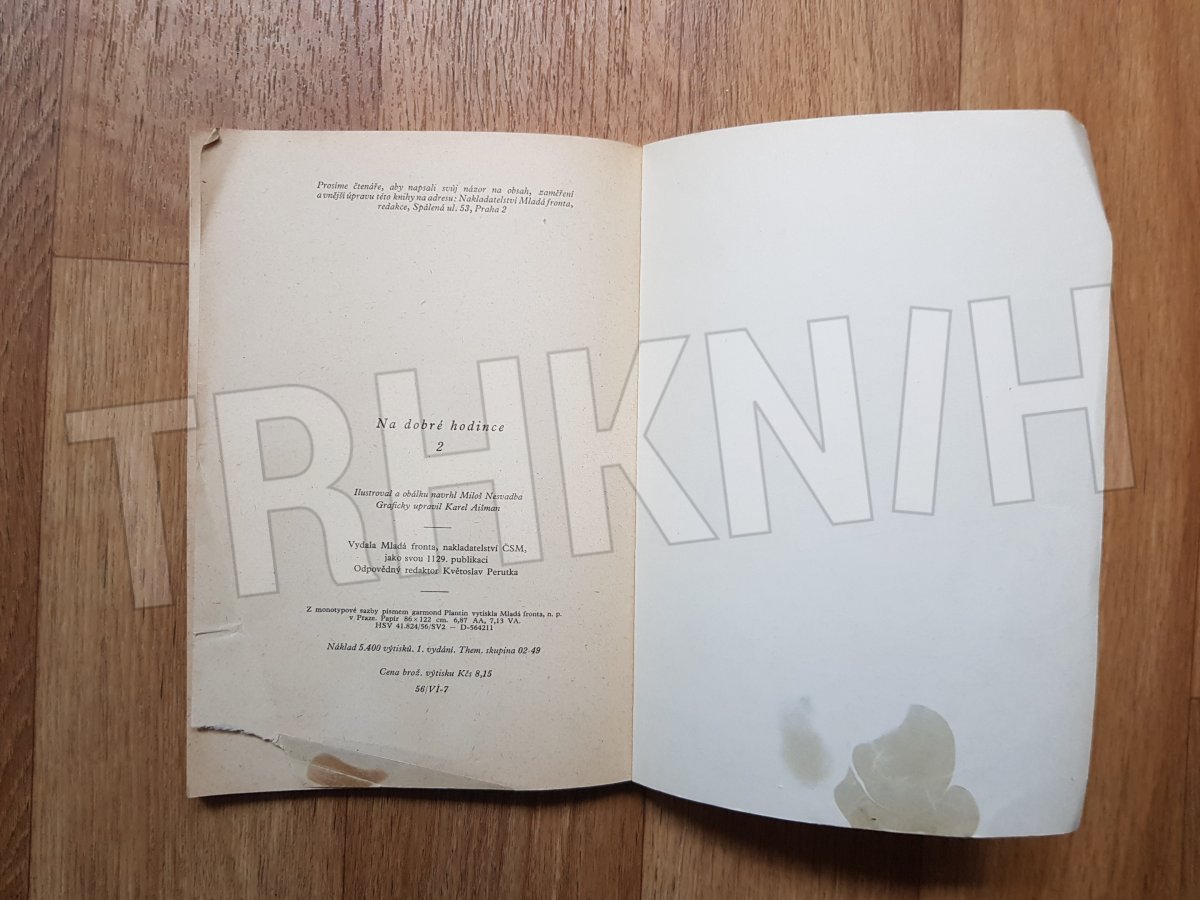 Prosíme čtenáře, aby napsali svůj názor na obsah, zaměření
a vnější úpravu této knihy na adresu: Nakladatelství Mladá fronta,
redakce, Spálená ul. 53, Praha 2
TRHKNIH
Na dobré hodince
2
Ilustroval a obálku navrhl Miloš Nesvadba
Graficky upravil Karel Aišman
Vydala Mladá fronta, nakladatelství ČSM,
jako svou 1129. publikaci
Odpovědný redaktor Květoslav Perutka
Z monotypové sazby písmem garmond Plantin vytiskla Mladá fronta, n. p.
v Praze. Papír 86 × 122 cm. 6,87 AA, 7,13 VA.
HSV 41.824/56/SV2 — D-564211
Náklad 5.400 výtisků. 1. vydání. Them. skupina 02-49
Cena brož. výtisku Kčs 8,15
56/VI-7